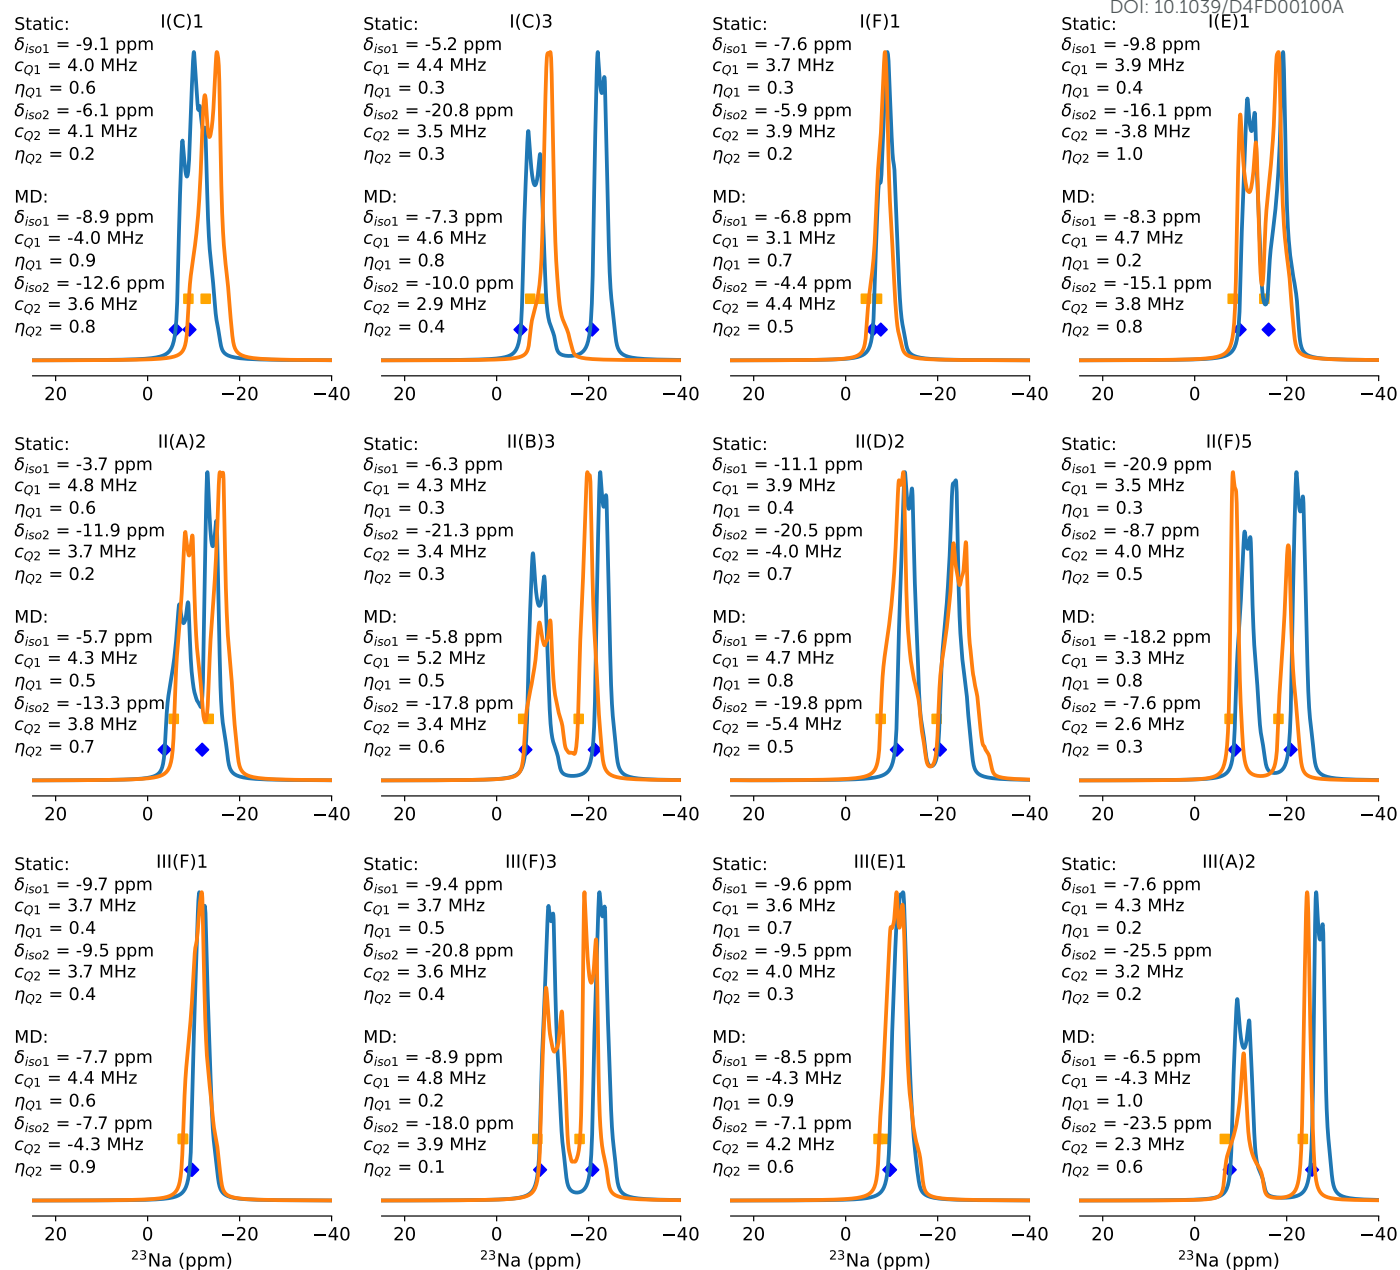 DOI: 10.1039/D4FD00100A
I(C)1
Static:
δiso1 = -9.1 ppm
cQ1 = 4.0 MHz
ηQ1 = 0.6
δiso2 = -6.1 ppm
cQ2 = 4.1 MHz
ηQ2 = 0.2
MD:
δiso1 = -8.9 ppm
cQ1 = -4.0 MHz
ηQ1 = 0.9
δiso2 = -12.6 ppm
cQ2 = 3.6 MHz
ηQ2 = 0.8
20 0 −20 −40
I(C)3
Static:
δiso1 = -5.2 ppm
cQ1 = 4.4 MHz
ηQ1 = 0.3
δiso2 = -20.8 ppm
cQ2 = 3.5 MHz
ηQ2 = 0.3
MD:
δiso1 = -7.3 ppm
cQ1 = 4.6 MHz
ηQ1 = 0.8
δiso2 = -10.0 ppm
cQ2 = 2.9 MHz
ηQ2 = 0.4
20 0 −20 −40
I(F)1
Static:
δiso1 = -7.6 ppm
cQ1 = 3.7 MHz
ηQ1 = 0.3
δiso2 = -5.9 ppm
cQ2 = 3.9 MHz
ηQ2 = 0.2
MD:
δiso1 = -6.8 ppm
cQ1 = 3.1 MHz
ηQ1 = 0.7
δiso2 = -4.4 ppm
cQ2 = 4.4 MHz
ηQ2 = 0.5
20 0 −20 −40
I(E)1
Static:
δiso1 = -9.8 ppm
cQ1 = 3.9 MHz
ηQ1 = 0.4
δiso2 = -16.1 ppm
cQ2 = -3.8 MHz
ηQ2 = 1.0
MD:
δiso1 = -8.3 ppm
cQ1 = 4.7 MHz
ηQ1 = 0.2
δiso2 = -15.1 ppm
cQ2 = 3.8 MHz
ηQ2 = 0.8
20 0 −20 −40
II(A)2
Static:
δiso1 = -3.7 ppm
cQ1 = 4.8 MHz
ηQ1 = 0.6
δiso2 = -11.9 ppm
cQ2 = 3.7 MHz
ηQ2 = 0.2
MD:
δiso1 = -5.7 ppm
cQ1 = 4.3 MHz
ηQ1 = 0.5
δiso2 = -13.3 ppm
cQ2 = 3.8 MHz
ηQ2 = 0.7
20 0 −20 −40
II(B)3
Static:
δiso1 = -6.3 ppm
cQ1 = 4.3 MHz
ηQ1 = 0.3
δiso2 = -21.3 ppm
cQ2 = 3.4 MHz
ηQ2 = 0.3
MD:
δiso1 = -5.8 ppm
cQ1 = 5.2 MHz
ηQ1 = 0.5
δiso2 = -17.8 ppm
cQ2 = 3.4 MHz
ηQ2 = 0.6
20 0 −20 −40
II(D)2
Static:
δiso1 = -11.1 ppm
cQ1 = 3.9 MHz
ηQ1 = 0.4
δiso2 = -20.5 ppm
cQ2 = -4.0 MHz
ηQ2 = 0.7
MD:
δiso1 = -7.6 ppm
cQ1 = 4.7 MHz
ηQ1 = 0.8
δiso2 = -19.8 ppm
cQ2 = -5.4 MHz
ηQ2 = 0.5
20 0 −20 −40
II(F)5
Static:
δiso1 = -20.9 ppm
cQ1 = 3.5 MHz
ηQ1 = 0.3
δiso2 = -8.7 ppm
cQ2 = 4.0 MHz
ηQ2 = 0.5
MD:
δiso1 = -18.2 ppm
cQ1 = 3.3 MHz
ηQ1 = 0.8
δiso2 = -7.6 ppm
cQ2 = 2.6 MHz
ηQ2 = 0.3
20 0 −20 −40
III(F)1
Static:
δiso1 = -9.7 ppm
cQ1 = 3.7 MHz
ηQ1 = 0.4
δiso2 = -9.5 ppm
cQ2 = 3.7 MHz
ηQ2 = 0.4
MD:
δiso1 = -7.7 ppm
cQ1 = 4.4 MHz
ηQ1 = 0.6
δiso2 = -7.7 ppm
cQ2 = -4.3 MHz
ηQ2 = 0.9
20 0 −20 −40
23Na (ppm)
III(F)3
Static:
δiso1 = -9.4 ppm
cQ1 = 3.7 MHz
ηQ1 = 0.5
δiso2 = -20.8 ppm
cQ2 = 3.6 MHz
ηQ2 = 0.4
MD:
δiso1 = -8.9 ppm
cQ1 = 4.8 MHz
ηQ1 = 0.2
δiso2 = -18.0 ppm
cQ2 = 3.9 MHz
ηQ2 = 0.1
20 0 −20 −40
23Na (ppm)
III(E)1
Static:
δiso1 = -9.6 ppm
cQ1 = 3.6 MHz
ηQ1 = 0.7
δiso2 = -9.5 ppm
cQ2 = 4.0 MHz
ηQ2 = 0.3
MD:
δiso1 = -8.5 ppm
cQ1 = -4.3 MHz
ηQ1 = 0.9
δiso2 = -7.1 ppm
cQ2 = 4.2 MHz
ηQ2 = 0.6
20 0 −20 −40
23Na (ppm)
III(A)2
Static:
δiso1 = -7.6 ppm
cQ1 = 4.3 MHz
ηQ1 = 0.2
δiso2 = -25.5 ppm
cQ2 = 3.2 MHz
ηQ2 = 0.2
MD:
δiso1 = -6.5 ppm
cQ1 = -4.3 MHz
ηQ1 = 1.0
δiso2 = -23.5 ppm
cQ2 = 2.3 MHz
ηQ2 = 0.6
20 0 −20 −40
23Na (ppm)